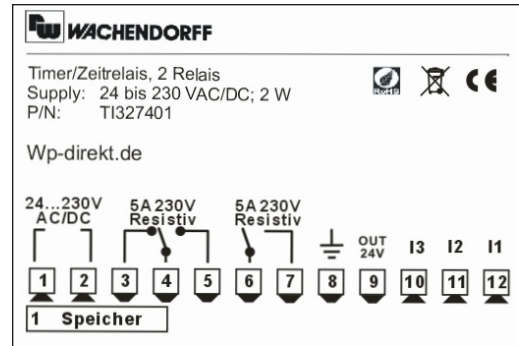 WACHENDORFF
Timer/Zeitrelais, 2 Relais
Supply: 24 bis 230 VAC/DC; 2 W
P/N: TI327401
RoHS
CE
Wp-direkt.de
24...230V AC/DC
5A 230V Resistiv
5A 230V Resistiv
OUT 24V
I3 I2 I1
1 2 3 4 5 6 7 8 9 10 11 12
1 Speicher